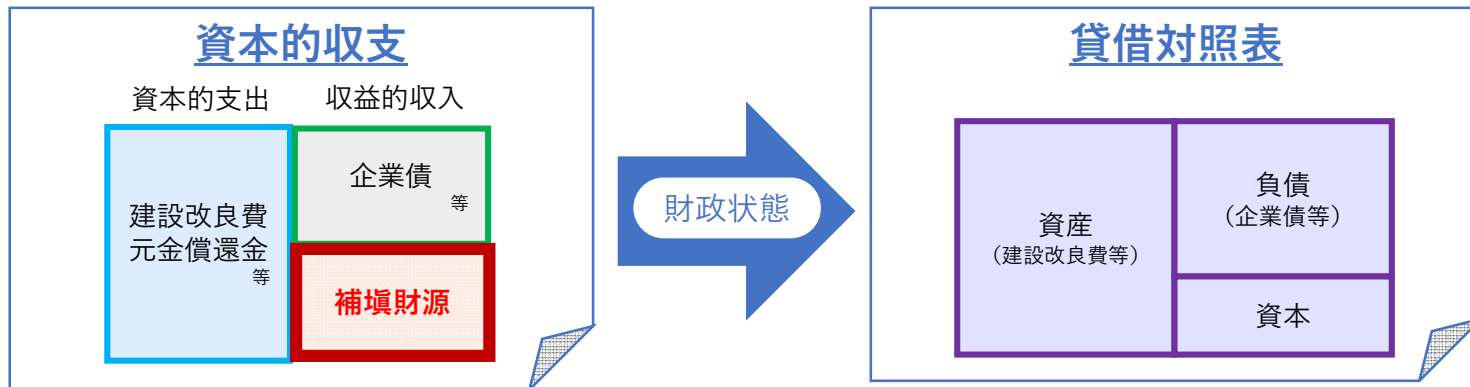 資本的収支
資本的支出
収益的収入
建設改良費
元金償還金
等
企業債
等
補塡財源
財政状態
貸借対照表
資産
（建設改良費等）
負債
（企業債等）
資本